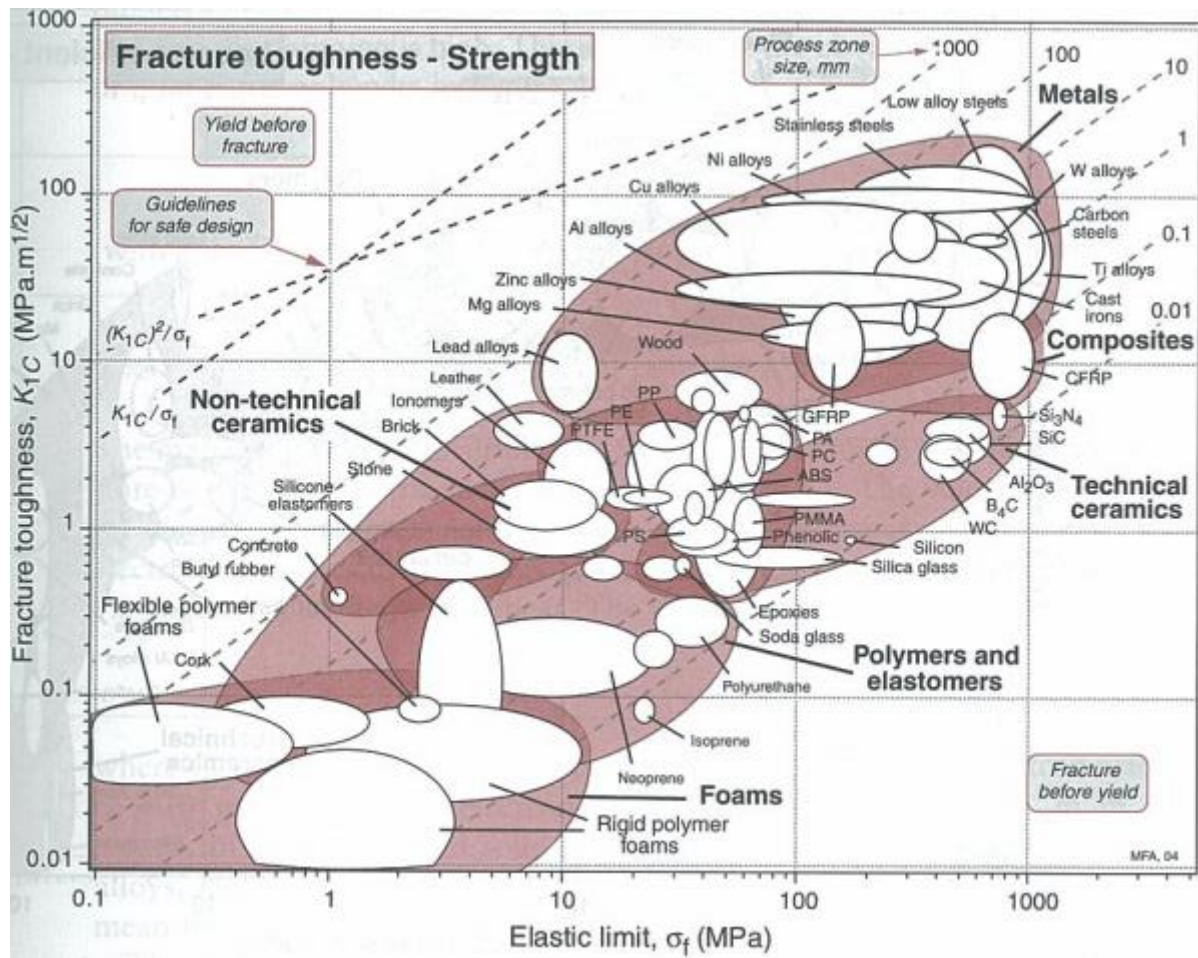 Fracture toughness - Strength
Process zone
size, mm
1000
100
10
1
0.1
0.01
Yield before
fracture
Guidelines
for safe design
Low alloy steels
Metals
Stainless steels
Ni alloys
W alloys
Cu alloys
Carbon
steels
Al alloys
Ti alloys
Zinc alloys
Cast
irons
Mg alloys
(K1C)²/σf
K1C/σf
Composites
CFRP
Lead alloys
Wood
Leather
Non-technical
ceramics
Ionomers
PP
PE
PTFE
GFRP
PA
PC
Si3N4
SiC
Brick
ABS
Al2O3
Technical
ceramics
Stone
B4C
WC
Silicone
elastomers
PMMA
Phenolic
PS
Silicon
Silica glass
Concrete
Butyl rubber
Flexible polymer
foams
Epoxies
Soda glass
Cork
Polymers and
elastomers
Polyurethane
Isoprene
Neoprene
Foams
Rigid polymer
foams
Fracture
before yield
MFA, 04
Fracture toughness, K1C (MPa.m1/2)
1000
100
10
1
0.1
0.01
0.1
1
10
100
1000
Elastic limit, σf (MPa)